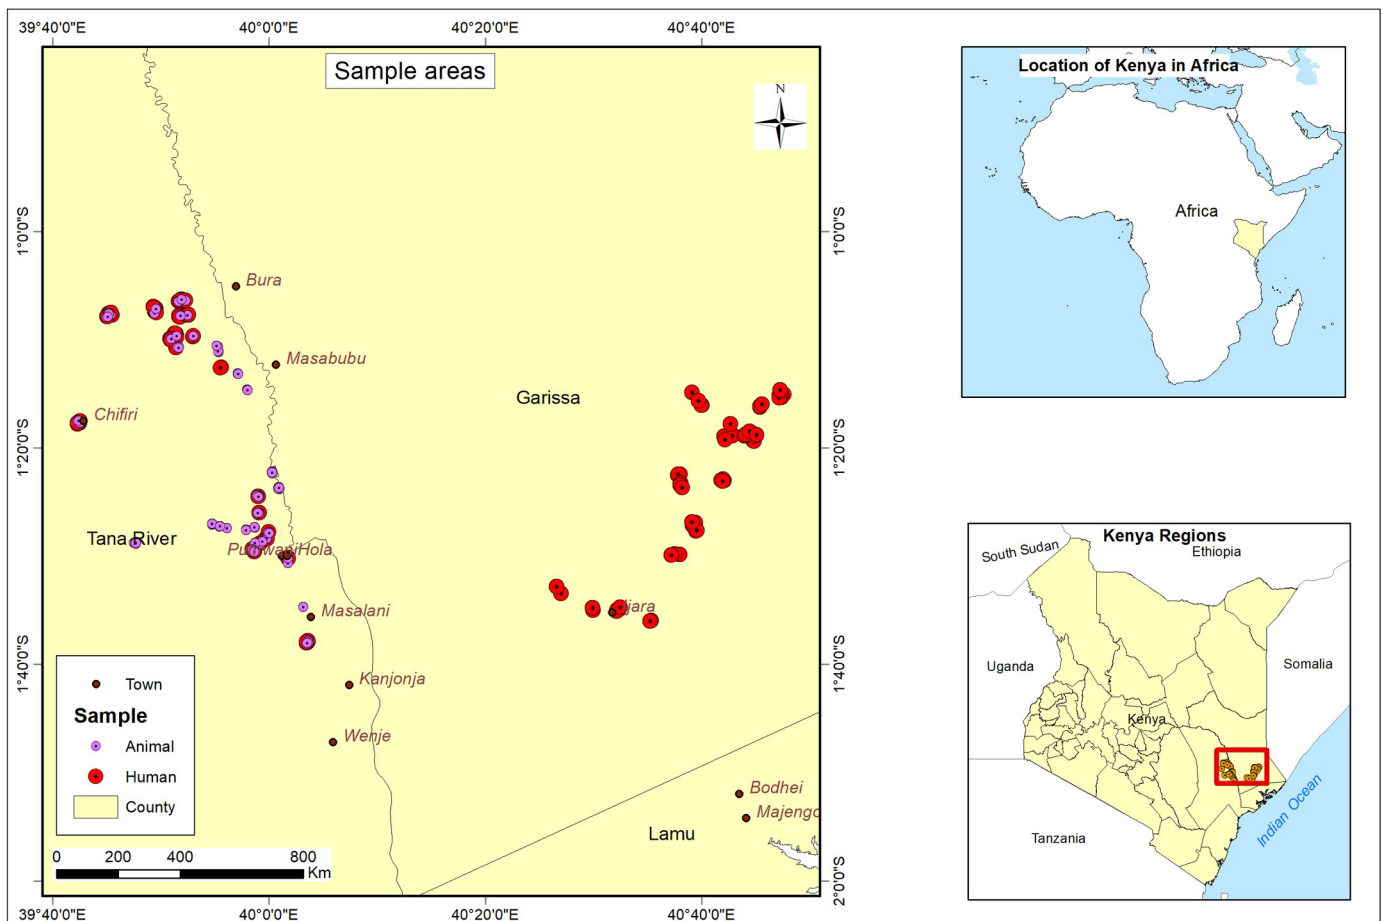 39°40'0"E 40°0'0"E 40°20'0"E 40°40'0"E
Sample areas
N
1°0'0"S
1°0'0"S
Bura
Masabubu
Chifiri
Garissa
1°20'0"S
1°20'0"S
Tana River
Hola
Ijara
Masalani
1°40'0"S
1°40'0"S
Kanjonja
Wenje
Bodhei
Majengo
Lamu
Town
Sample
Animal
Human
County
0 200 400 800
Km
2°0'0"S
39°40'0"E 40°0'0"E 40°20'0"E 40°40'0"E
Location of Kenya in Africa
Africa
Kenya Regions
South Sudan
Ethiopia
Uganda
Somalia
Kenya
Tanzania
Indian Ocean